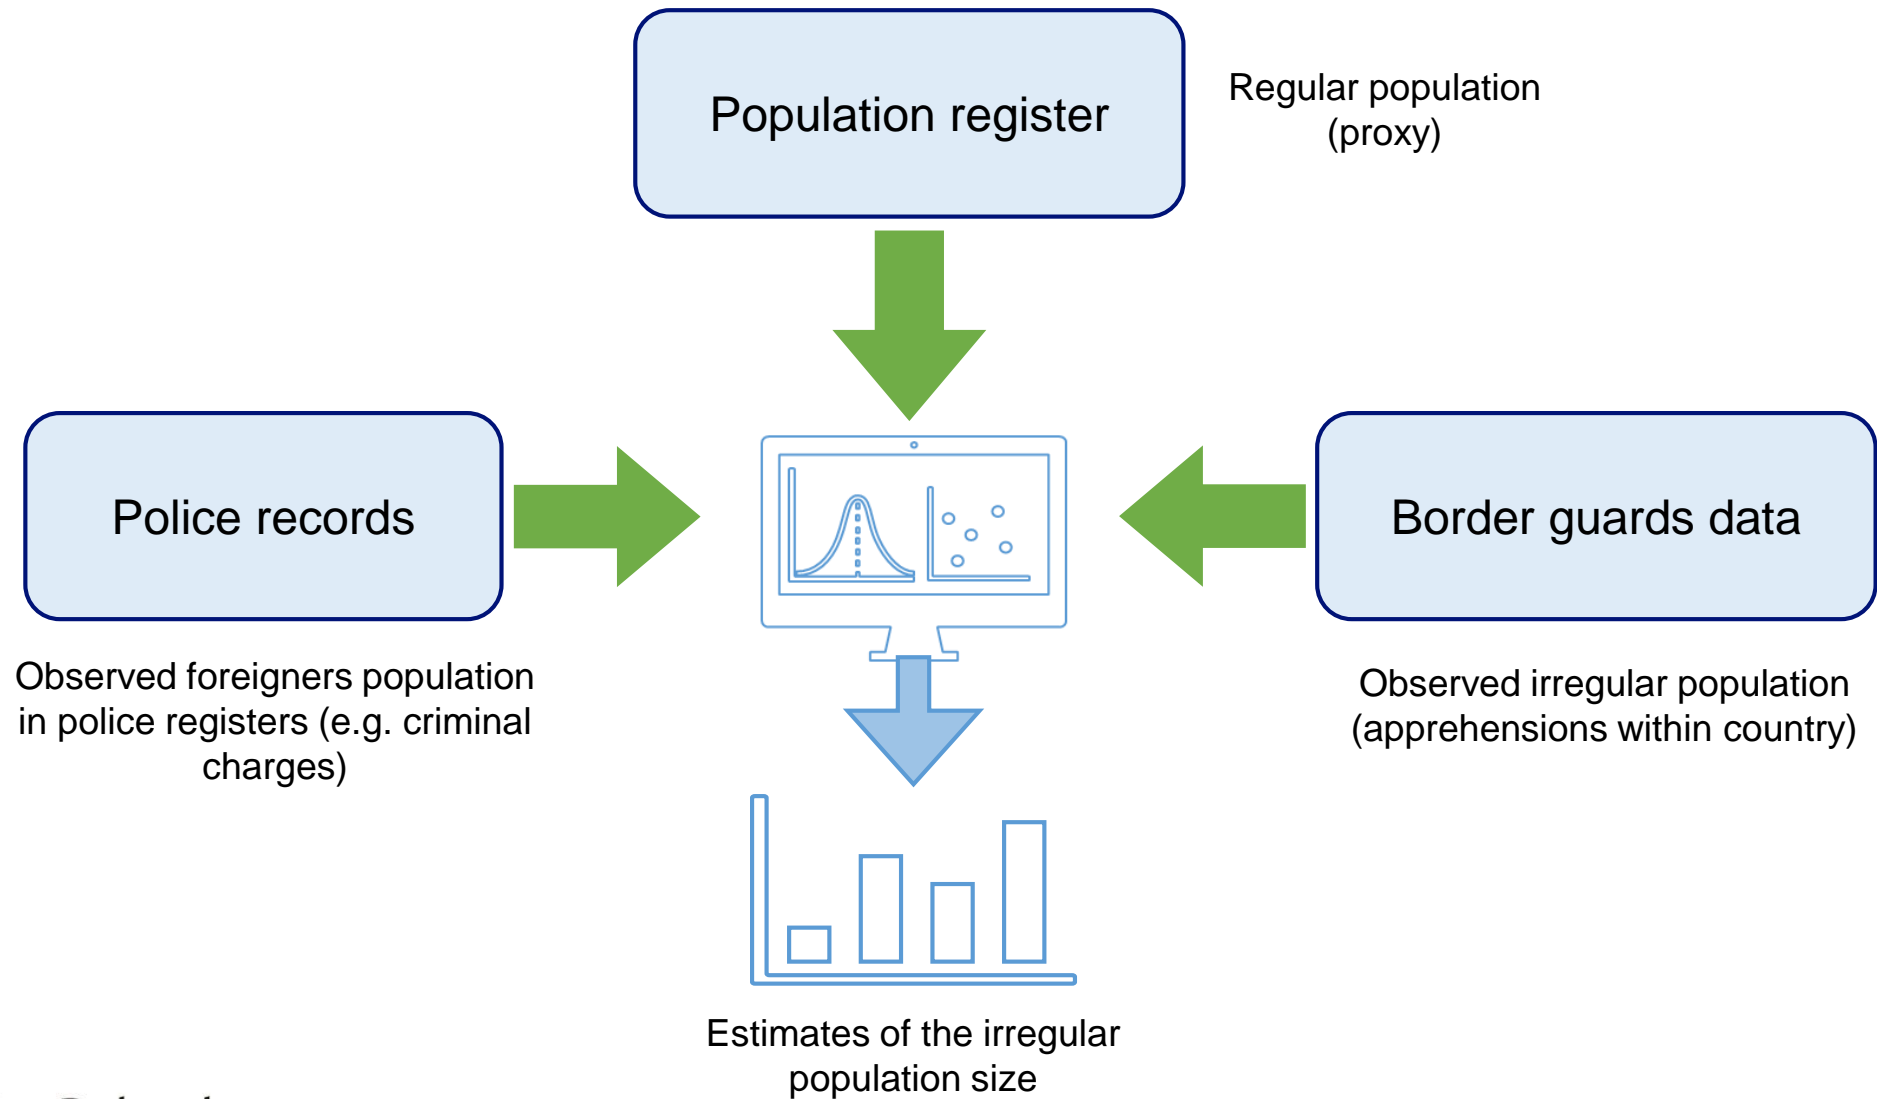 Population register
Regular population
(proxy)
Police records
Border guards data
Observed foreigners population
in police registers (e.g. criminal
charges)
Observed irregular population
(apprehensions within country)
Estimates of the irregular
population size